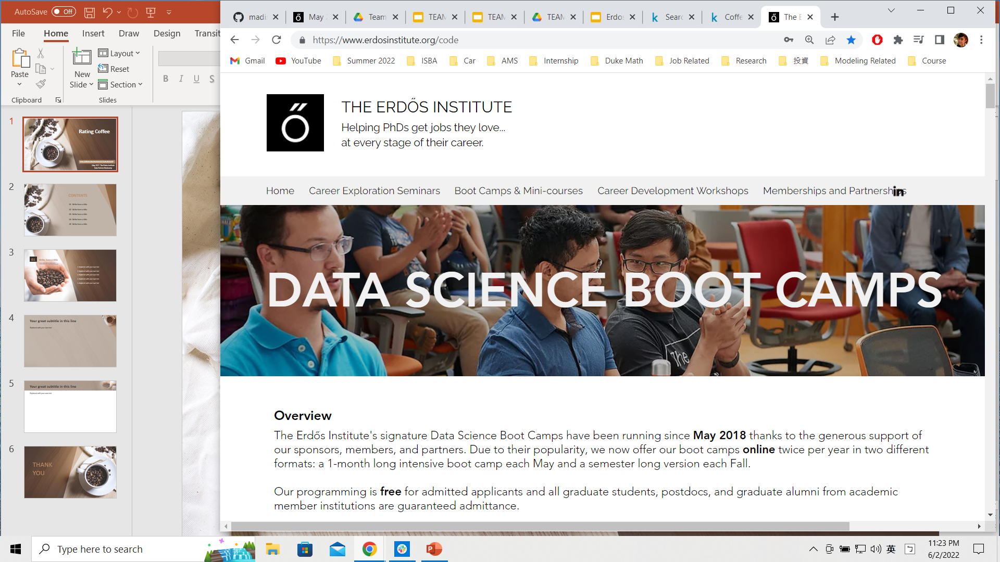 AutoSave Off
File Home Insert Draw Design Transit
Paste
New
Slide
Layout
Reset
Section
B I U S
Clipboard
Slides
1
Rating Coffee
2
CONTENTS
3
01
4
Your great subtitle in this line
5
Your great subtitle in this line
6
THANK
YOU
madi
May
Team
TEAM
TEAM
TEAM
Erdo
Sear
Coffe
The E
https://www.erdosinstitute.org/code
Gmail
YouTube
Summer 2022
ISBA
Car
AMS
Internship
Duke Math
Job Related
Research
投資
Modeling Related
Course
ő
THE ERDŐS INSTITUTE
Helping PhDs get jobs they love...
at every stage of their career.
Home Career Exploration Seminars Boot Camps & Mini-courses Career Development Workshops Memberships and Partnerships
in
DATA SCIENCE BOOT CAMPS
Overview
The Erdős Institute's signature Data Science Boot Camps have been running since May 2018 thanks to the generous support of
our sponsors, members, and partners. Due to their popularity, we now offer our boot camps online twice per year in two different
formats: a 1-month long intensive boot camp each May and a semester long version each Fall.
Our programming is free for admitted applicants and all graduate students, postdocs, and graduate alumni from academic
member institutions are guaranteed admittance.
Type here to search
英
11:23 PM
6/2/2022